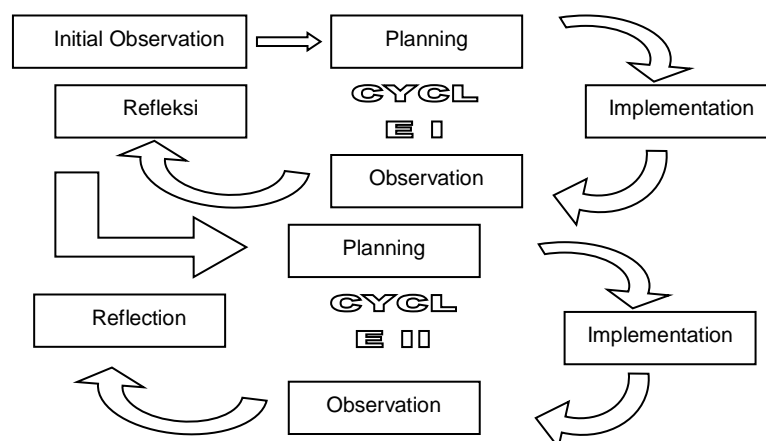 Initial Observation
Planning
Refleksi
CYCL
E I
Implementation
Observation
Planning
Reflection
CYCL
E II
Implementation
Observation